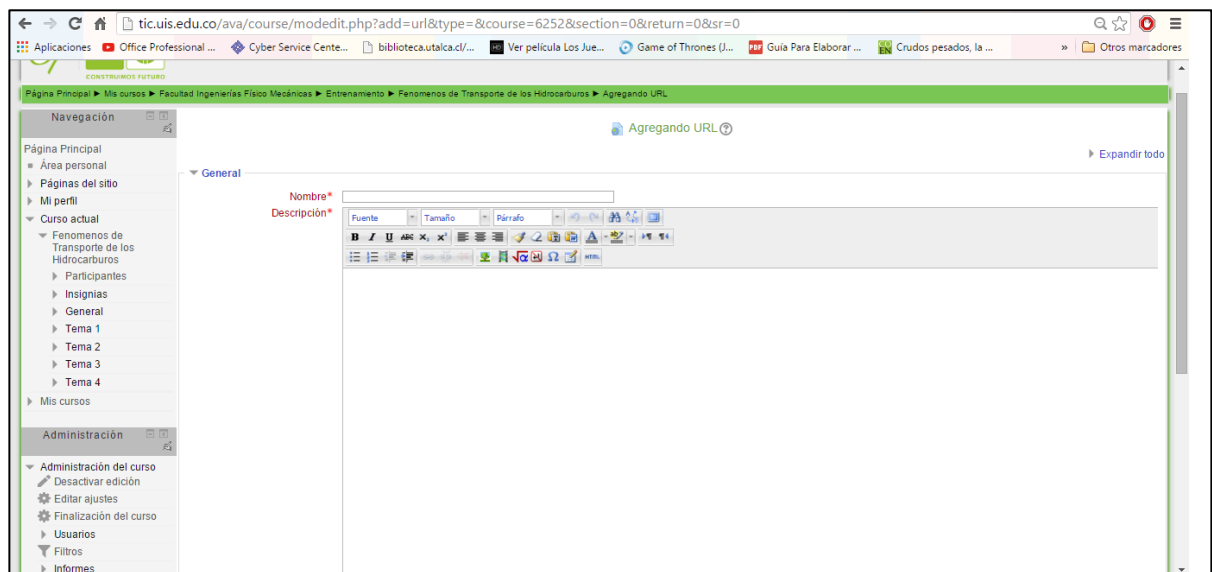 tic.uis.edu.co/ava/course/modedit.php?add=url&type=&course=6252&section=0&return=0&sr=0
Aplicaciones Office Professional ... Cyber Service Cente... biblioteca.utalca.cl/... Ver película Los Jue... Game of Thrones (J... Guía Para Elaborar ... Crudos pesados, la ... » Otros marcadores
CONSTRUIMOS FUTURO
Página Principal ► Mis cursos ► Facultad Ingenierías Físico Mecánicas ► Entrenamiento ► Fenomenos de Transporte de los Hidrocarburos ► Agregando URL
Navegación
Página Principal
Área personal
Páginas del sitio
Mi perfil
Curso actual
Fenomenos de
Transporte de los
Hidrocarburos
Participantes
Insignias
General
Tema 1
Tema 2
Tema 3
Tema 4
Mis cursos
Administración
Administración del curso
Desactivar edición
Editar ajustes
Finalización del curso
Usuarios
Filtros
Informes
Agregando URL
Expandir todo
General
Nombre*
Descripción*
Fuente Tamaño Párrafo
B I U ABC x₂ x² A
Ω HTML